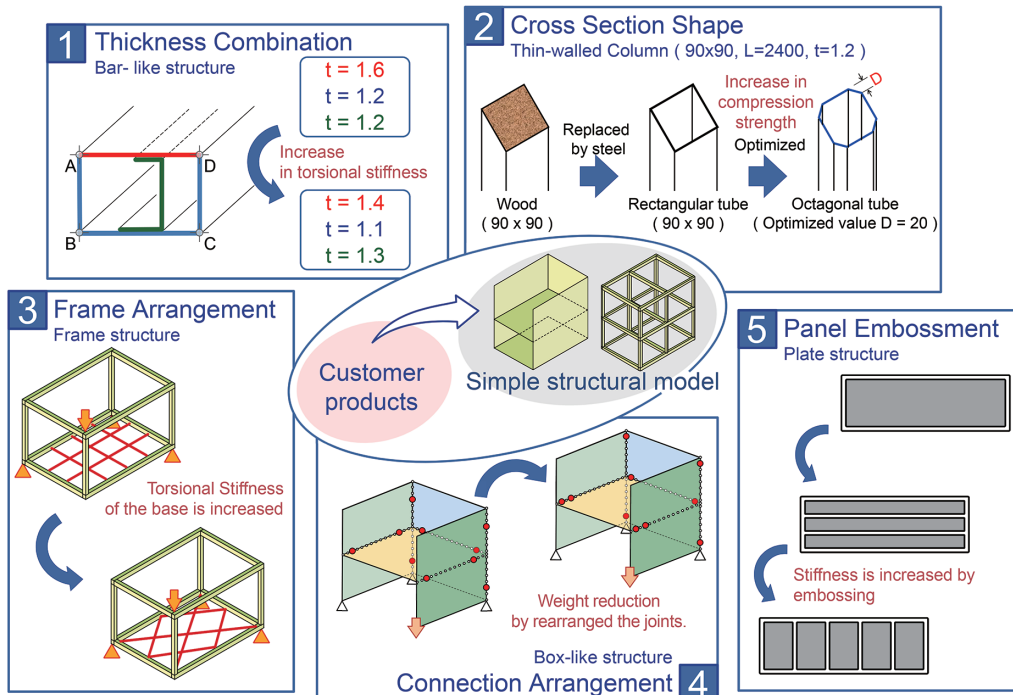 1 Thickness Combination
Bar- like structure
t = 1.6
t = 1.2
t = 1.2
Increase
in torsional stiffness
t = 1.4
t = 1.1
t = 1.3
A
D
B
C
2 Cross Section Shape
Thin-walled Column ( 90x90, L=2400, t=1.2 )
Replaced
by steel
Increase in
compression
strength
Optimized
D
Wood
( 90 x 90 )
Rectangular tube
( 90 x 90 )
Octagonal tube
( Optimized value D = 20 )
Customer
products
Simple structural model
3 Frame Arrangement
Frame structure
Torsional Stiffness
of the base is increased
Weight reduction
by rearranged the joints.
Box-like structure
Connection Arrangement 4
5 Panel Embossment
Plate structure
Stiffness is increased by
embossing